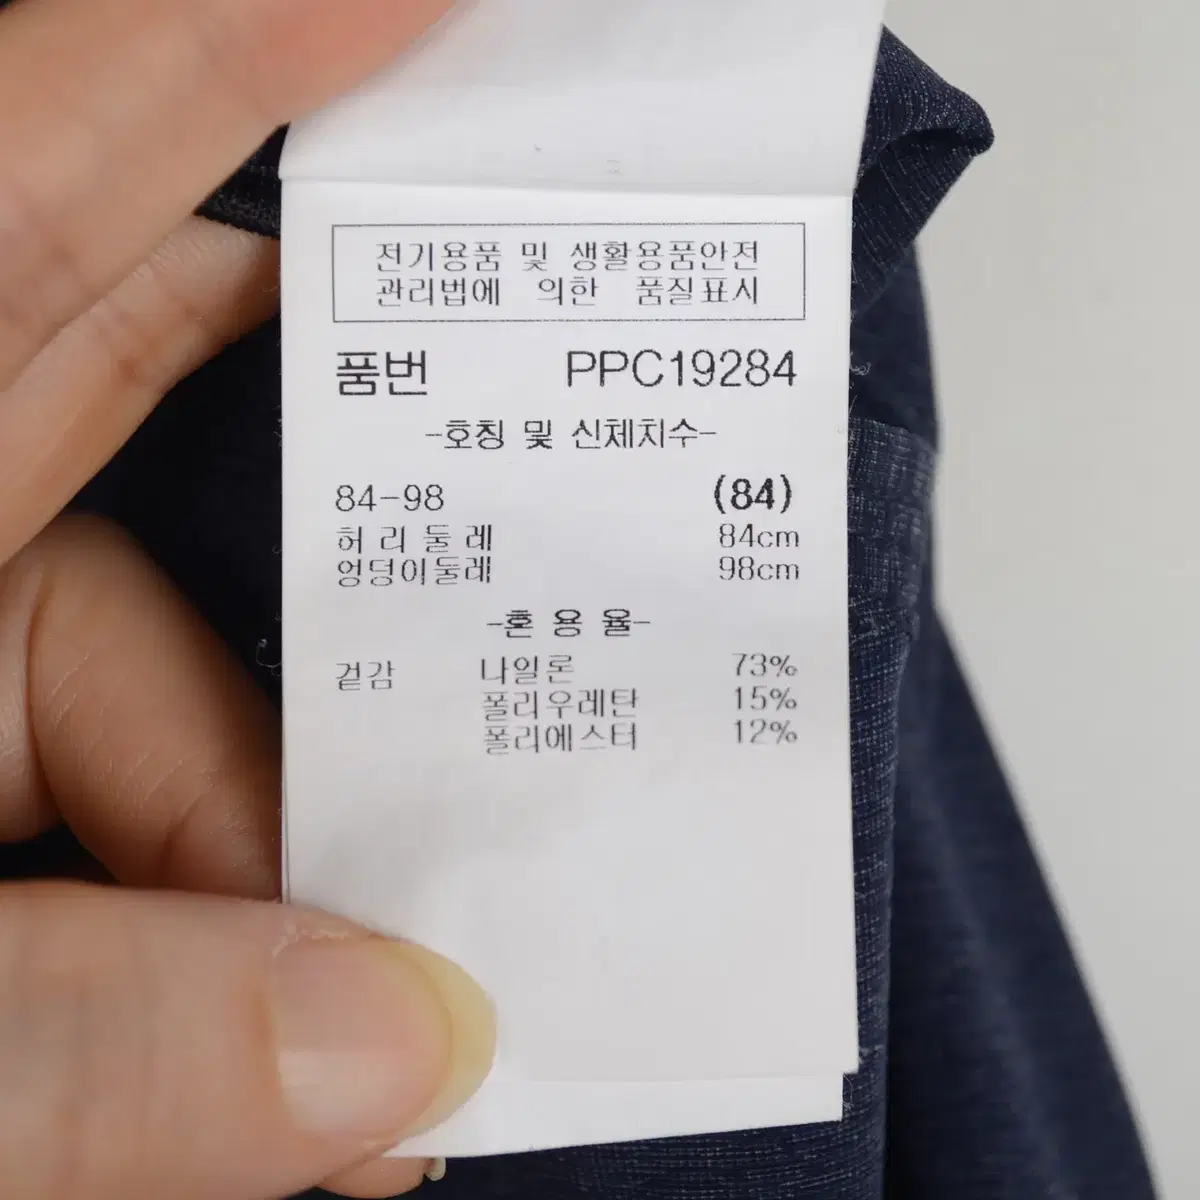 전기용품 및 생활용품안전
관리법에 의한 품질표시
품번 PPC19284
-호칭 및 신체치수-
84-98 (84)
허리둘레 84cm
엉덩이둘레 98cm
-혼용율-
겉감 나일론 73%
폴리우레탄 15%
폴리에스터 12%